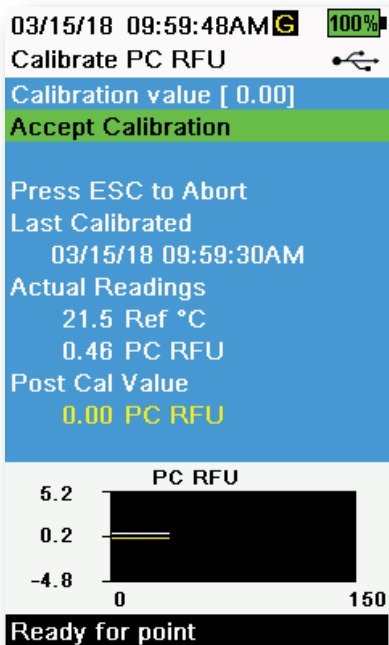 03/15/18 09:59:48AM G 100%
Calibrate PC RFU
Calibration value [ 0.00]
Accept Calibration
Press ESC to Abort
Last Calibrated
03/15/18 09:59:30AM
Actual Readings
21.5 Ref °C
0.46 PC RFU
Post Cal Value
0.00 PC RFU
PC RFU
5.2
0.2
-4.8
0 150
Ready for point